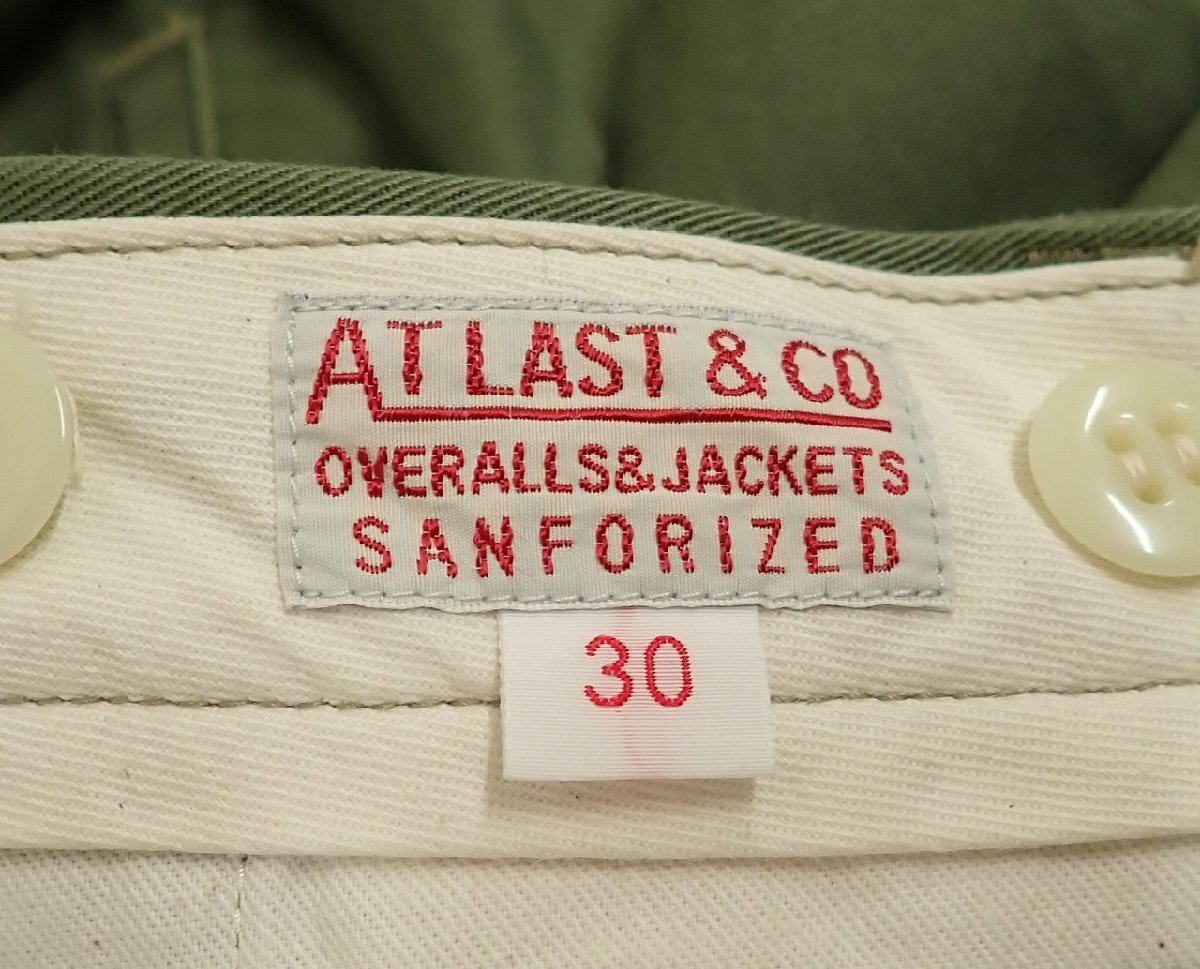 AT LAST & CO
OVERALLS&JACKETS
SANFORIZED
30